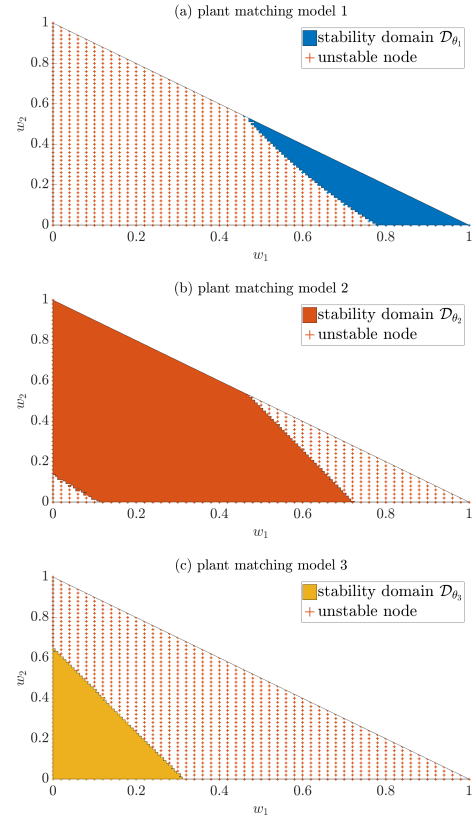 (a) plant matching model 1
stability domain 𝒟_θ₁
unstable node
1
0.8
0.6
0.4
0.2
0
w₂
0 0.2 0.4 0.6 0.8 1
w₁
(b) plant matching model 2
stability domain 𝒟_θ₂
unstable node
1
0.8
0.6
0.4
0.2
0
w₂
0 0.2 0.4 0.6 0.8 1
w₁
(c) plant matching model 3
stability domain 𝒟_θ₃
unstable node
1
0.8
0.6
0.4
0.2
0
w₂
0 0.2 0.4 0.6 0.8 1
w₁